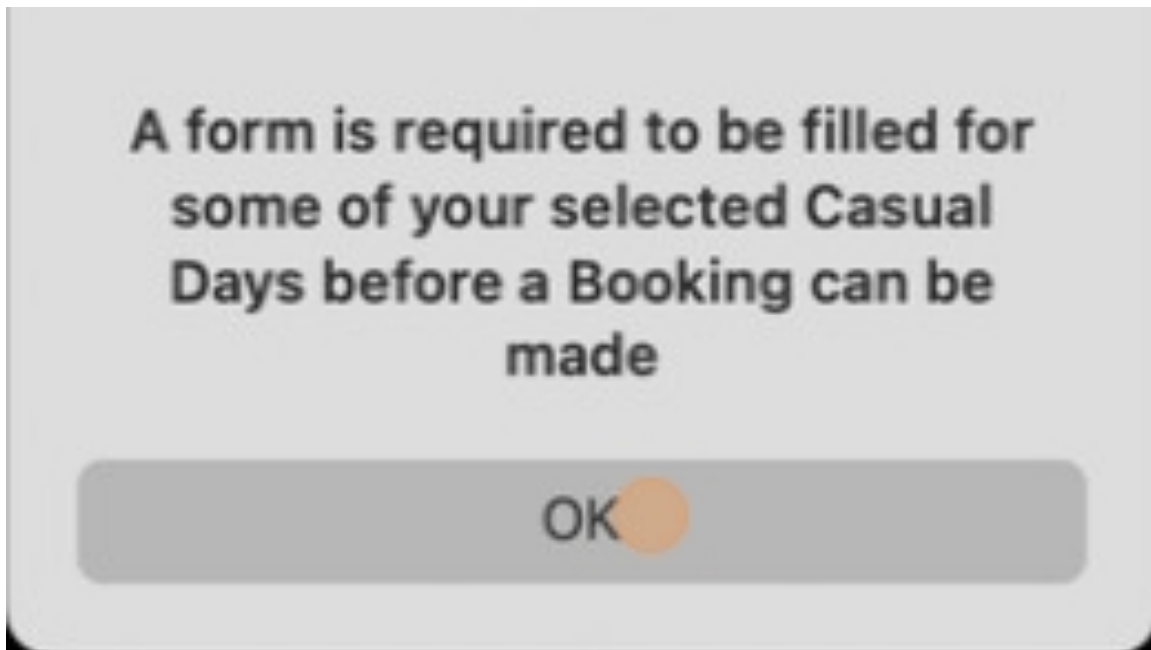 A form is required to be filled for
some of your selected Casual
Days before a Booking can be
made
OK